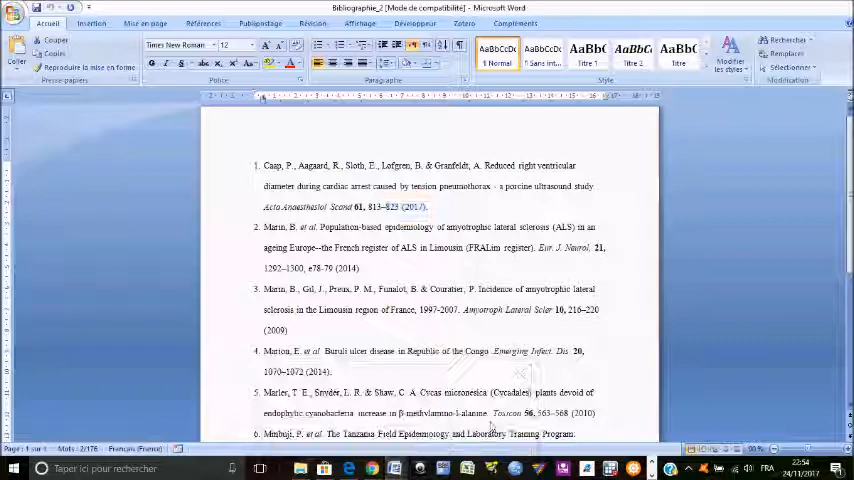 Bibliographie_2 [Mode de compatibilité] - Microsoft Word
Accueil Insertion Mise en page Références Publipostage Révision Affichage Développeur Zotero Compléments
Coller
Couper
Copier
Reproduire la mise en forme
Presse-papiers
Times New Roman 12
Police
Paragraphe
AaBbCcDc AaBbCcDc AaBbC AaBbCc AaBbC
¶ Normal ¶ Sans int... Titre 1 Titre 2 Titre
Modifier les styles
Style
Rechercher
Remplacer
Sélectionner
Modification
1. Caap, P., Aagaard, R., Sloth, E., Lofgren, B. & Granfeldt, A. Reduced right ventricular
diameter during cardiac arrest caused by tension pneumothorax - a porcine ultrasound study
Acta Anaesthesiol Scand 61, 813–823 (2017).
2. Marin, B. et al. Population-based epidemiology of amyotrophic lateral sclerosis (ALS) in an
ageing Europe--the French register of ALS in Limousin (FRALim register). Eur. J. Neurol. 21,
1292–1300, e78-79 (2014)
3. Marin, B., Gil, J., Preux, P. M., Funalot, B. & Couratier, P. Incidence of amyotrophic lateral
sclerosis in the Limousin region of France, 1997-2007. Amyotroph Lateral Scler 10, 216–220
(2009)
4. Marion, E. et al Buruli ulcer disease in Republic of the Congo .Emerging Infect. Dis 20,
1070–1072 (2014).
5. Marler, T. E., Snyder, L. R. & Shaw, C. A. Cycas micronesica (Cycadales) plants devoid of
endophytic cyanobacteria increase in β-methylamino-l-alanine. Toxicon 56, 563–568 (2010)
6. Mmbuji, P. et al. The Tanzania Field Epidemiology and Laboratory Training Program:
Page : 1 sur 1 Mots : 2/176 Français (France) 90 %
Taper ici pour rechercher
FRA
22:54
24/11/2017